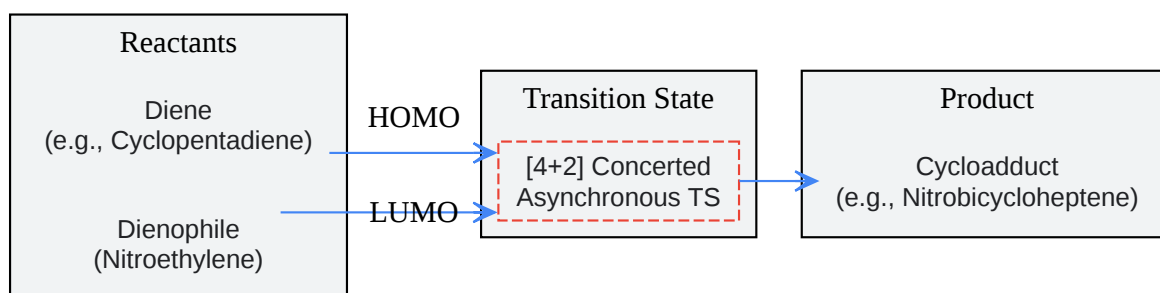 Reactants
Diene
(e.g., Cyclopentadiene)
Dienophile
(Nitroethylene)
HOMO
LUMO
Transition State
[4+2] Concerted
Asynchronous TS
Product
Cycloadduct
(e.g., Nitrobicycloheptene)